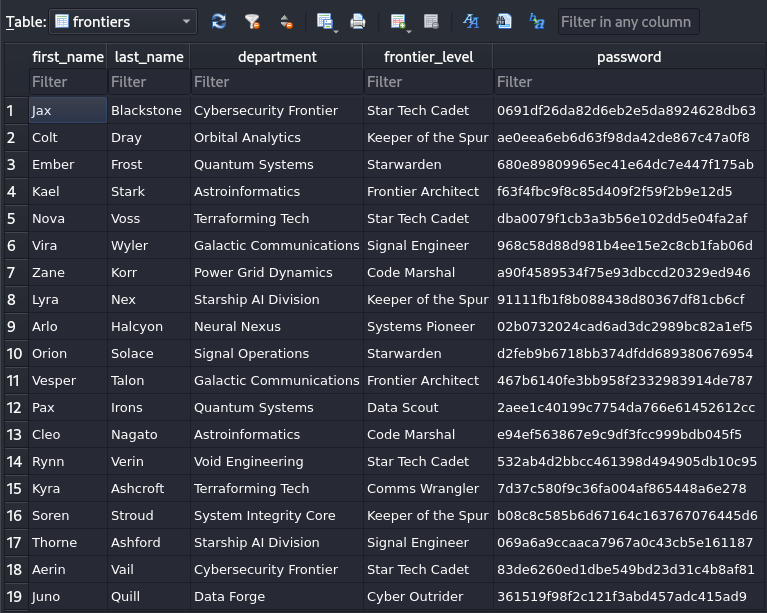 Table: frontiers Filter in any column
first_name last_name department frontier_level password
Filter Filter Filter Filter Filter
1 Jax Blackstone Cybersecurity Frontier Star Tech Cadet 0691df26da82d6eb2e5da8924628db63
2 Colt Dray Orbital Analytics Keeper of the Spur ae0eea6eb6d63f98da42de867c47a0f8
3 Ember Frost Quantum Systems Starwarden 680e89809965ec41e64dc7e447f175ab
4 Kael Stark Astroinformatics Frontier Architect f63f4fbc9f8c85d409f2f59f2b9e12d5
5 Nova Voss Terraforming Tech Star Tech Cadet dba0079f1cb3a3b56e102dd5e04fa2af
6 Vira Wyler Galactic Communications Signal Engineer 968c58d88d981b4ee15e2c8cb1fab06d
7 Zane Korr Power Grid Dynamics Code Marshal a90f4589534f75e93dbccd20329ed946
8 Lyra Nex Starship AI Division Keeper of the Spur 91111fb1f8b088438d80367df81cb6cf
9 Arlo Halcyon Neural Nexus Systems Pioneer 02b0732024cad6ad3dc2989bc82a1ef5
10 Orion Solace Signal Operations Starwarden d2feb9b6718bb374dfdd689380676954
11 Vesper Talon Galactic Communications Frontier Architect 467b6140fe3bb958f2332983914de787
12 Pax Irons Quantum Systems Data Scout 2aee1c40199c7754da766e61452612cc
13 Cleo Nagato Astroinformatics Code Marshal e94ef563867e9c9df3fcc999bdb045f5
14 Rynn Verin Void Engineering Star Tech Cadet 532ab4d2bbcc461398d494905db10c95
15 Kyra Ashcroft Terraforming Tech Comms Wrangler 7d37c580f9c36fa004af865448a6e278
16 Soren Stroud System Integrity Core Keeper of the Spur b08c8c585b6d67164c163767076445d6
17 Thorne Ashford Starship AI Division Signal Engineer 069a6a9ccaaca7967a0c43cb5e161187
18 Aerin Vail Cybersecurity Frontier Star Tech Cadet 83de6260ed1dbe549bd23d31c4b8af81
19 Juno Quill Data Forge Cyber Outrider 361519f98f2c121f3abd457adc415ad9